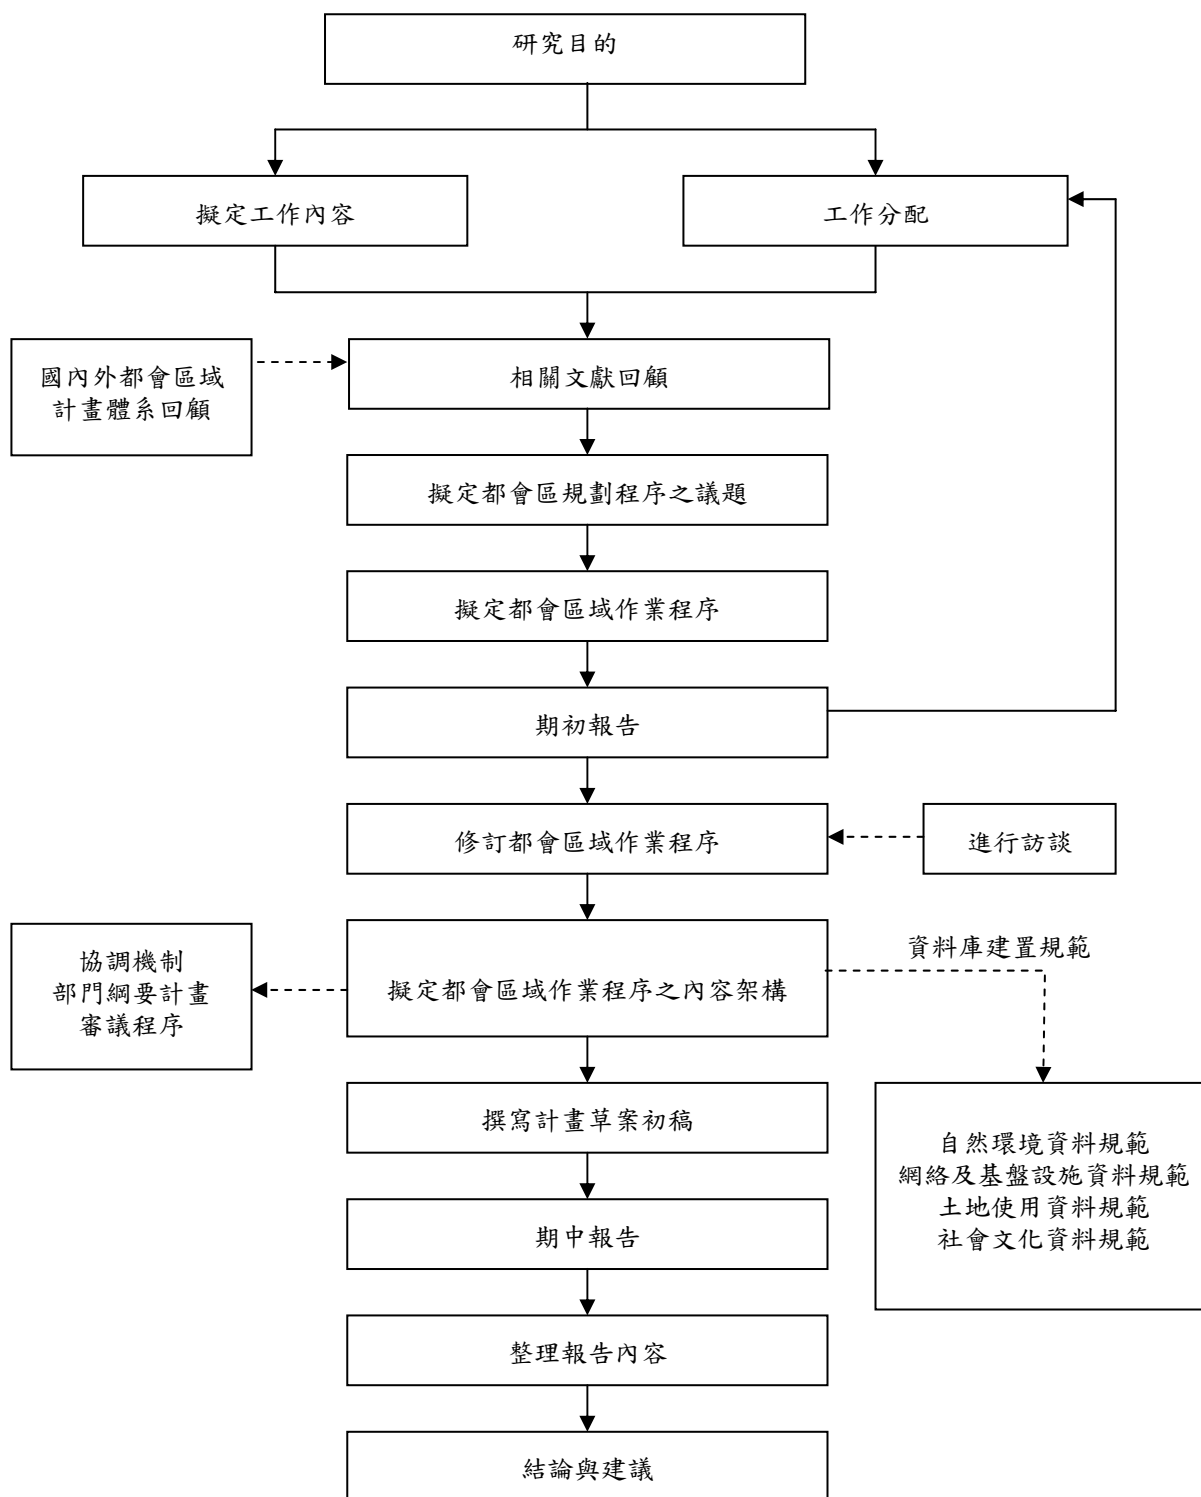 研究目的
擬定工作內容
工作分配
國內外都會區域
計畫體系回顧
相關文獻回顧
擬定都會區規劃程序之議題
擬定都會區域作業程序
期初報告
修訂都會區域作業程序
進行訪談
協調機制
部門綱要計畫
審議程序
擬定都會區域作業程序之內容架構
資料庫建置規範
撰寫計畫草案初稿
自然環境資料規範
網絡及基盤設施資料規範
土地使用資料規範
社會文化資料規範
期中報告
整理報告內容
結論與建議